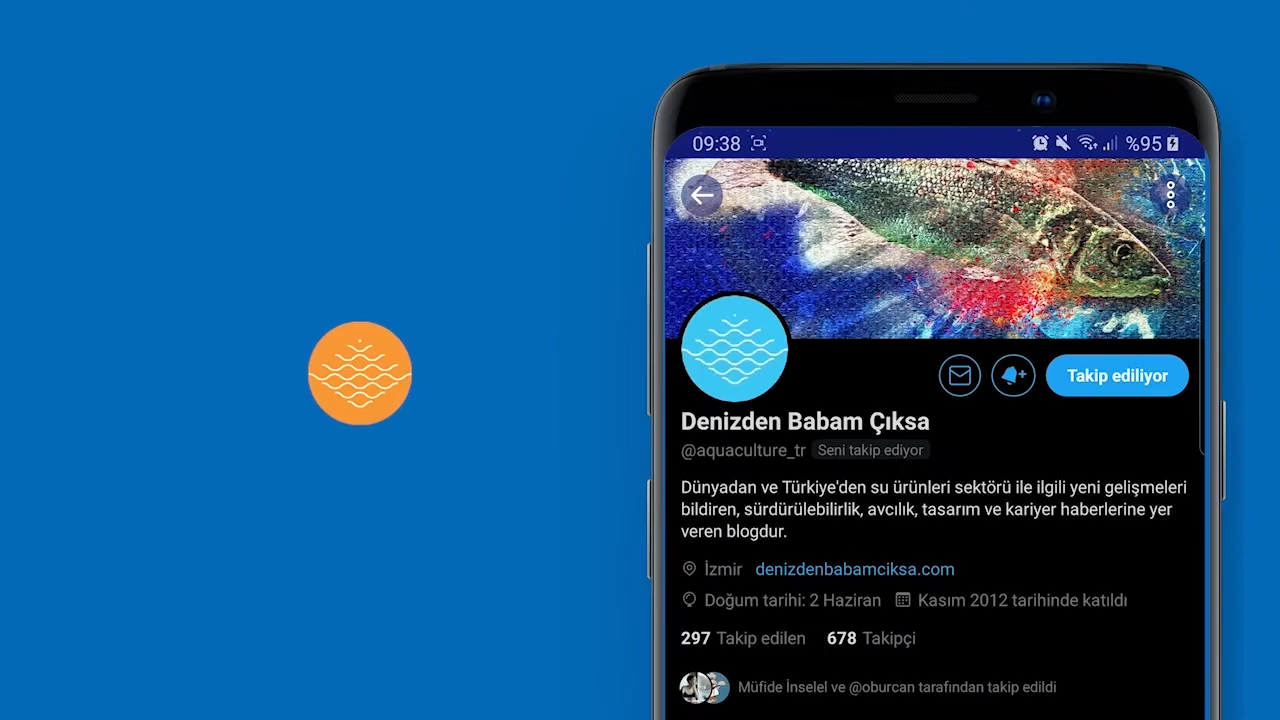 09:38 %95
Takip ediliyor
Denizden Babam Çıksa
@aquaculture_tr Seni takip ediyor
Dünyadan ve Türkiye'den su ürünleri sektörü ile ilgili yeni gelişmeleri
bildiren, sürdürülebilirlik, avcılık, tasarım ve kariyer haberlerine yer
veren blogdur.
İzmir denizdenbabamciksa.com
Doğum tarihi: 2 Haziran Kasım 2012 tarihinde katıldı
297 Takip edilen 678 Takipçi
Müfide İnselel ve @oburcan tarafından takip edildi